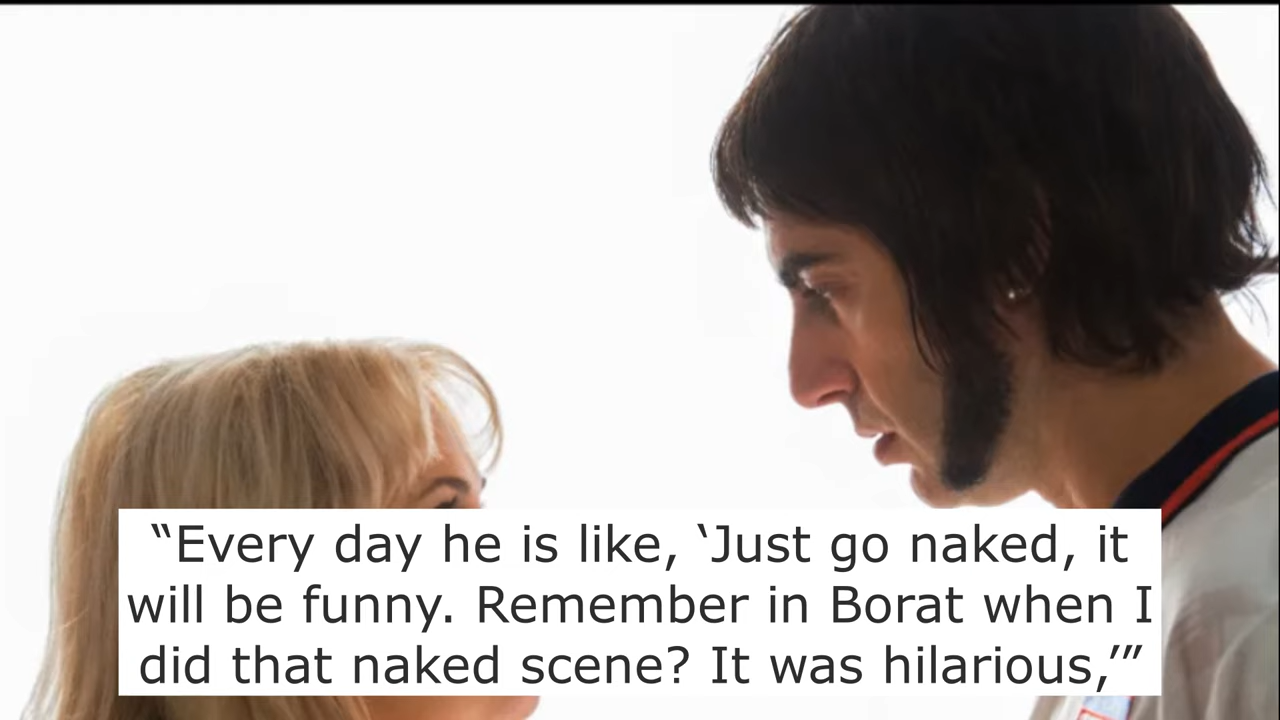 “Every day he is like, ‘Just go naked, it
will be funny. Remember in Borat when I
did that naked scene? It was hilarious,’”